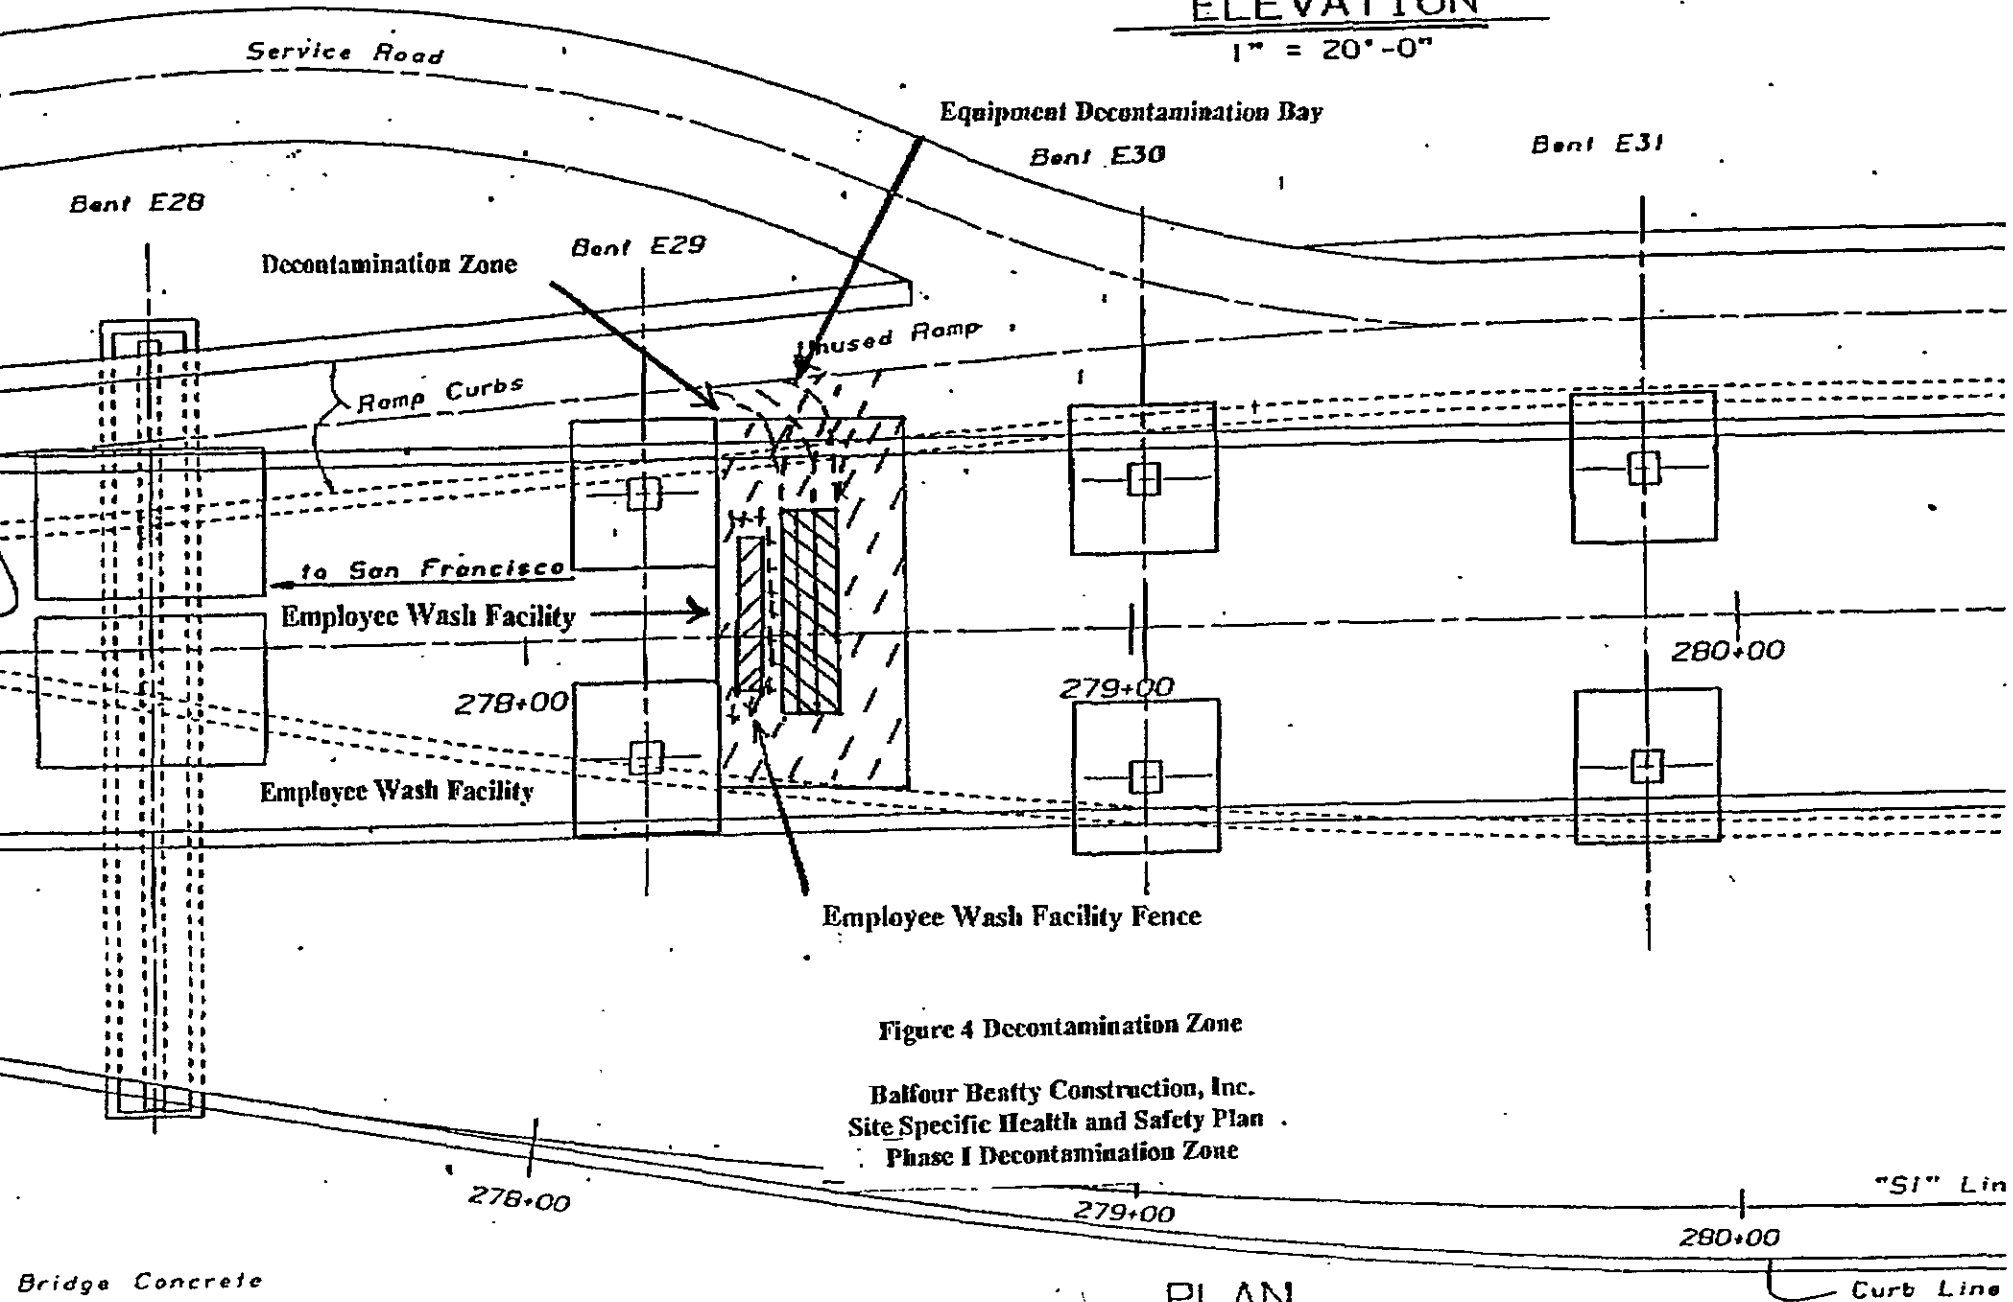 ELEVATION
1" = 20'-0"
Service Road
Equipment Decontamination Bay
Bent E30
Bent E31
Bent E28
Bent E29
Decontamination Zone
Unused Ramp
Ramp Curbs
to San Francisco
Employee Wash Facility
278+00
279+00
280+00
Employee Wash Facility
Employee Wash Facility Fence
Figure 4 Decontamination Zone
Balfour Beatty Construction, Inc.
Site Specific Health and Safety Plan
Phase I Decontamination Zone
278+00
279+00
280+00
"S1" Lin
Bridge Concrete
PLAN
Curb Line